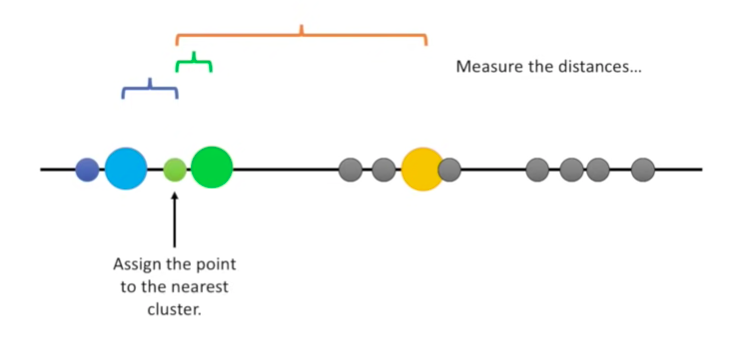 Measure the distances...
Assign the point
to the nearest
cluster.